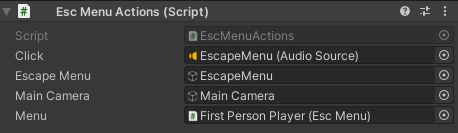 Esc Menu Actions (Script)
Script EscMenuActions
Click EscapeMenu (Audio Source)
Escape Menu EscapeMenu
Main Camera Main Camera
Menu First Person Player (Esc Menu)